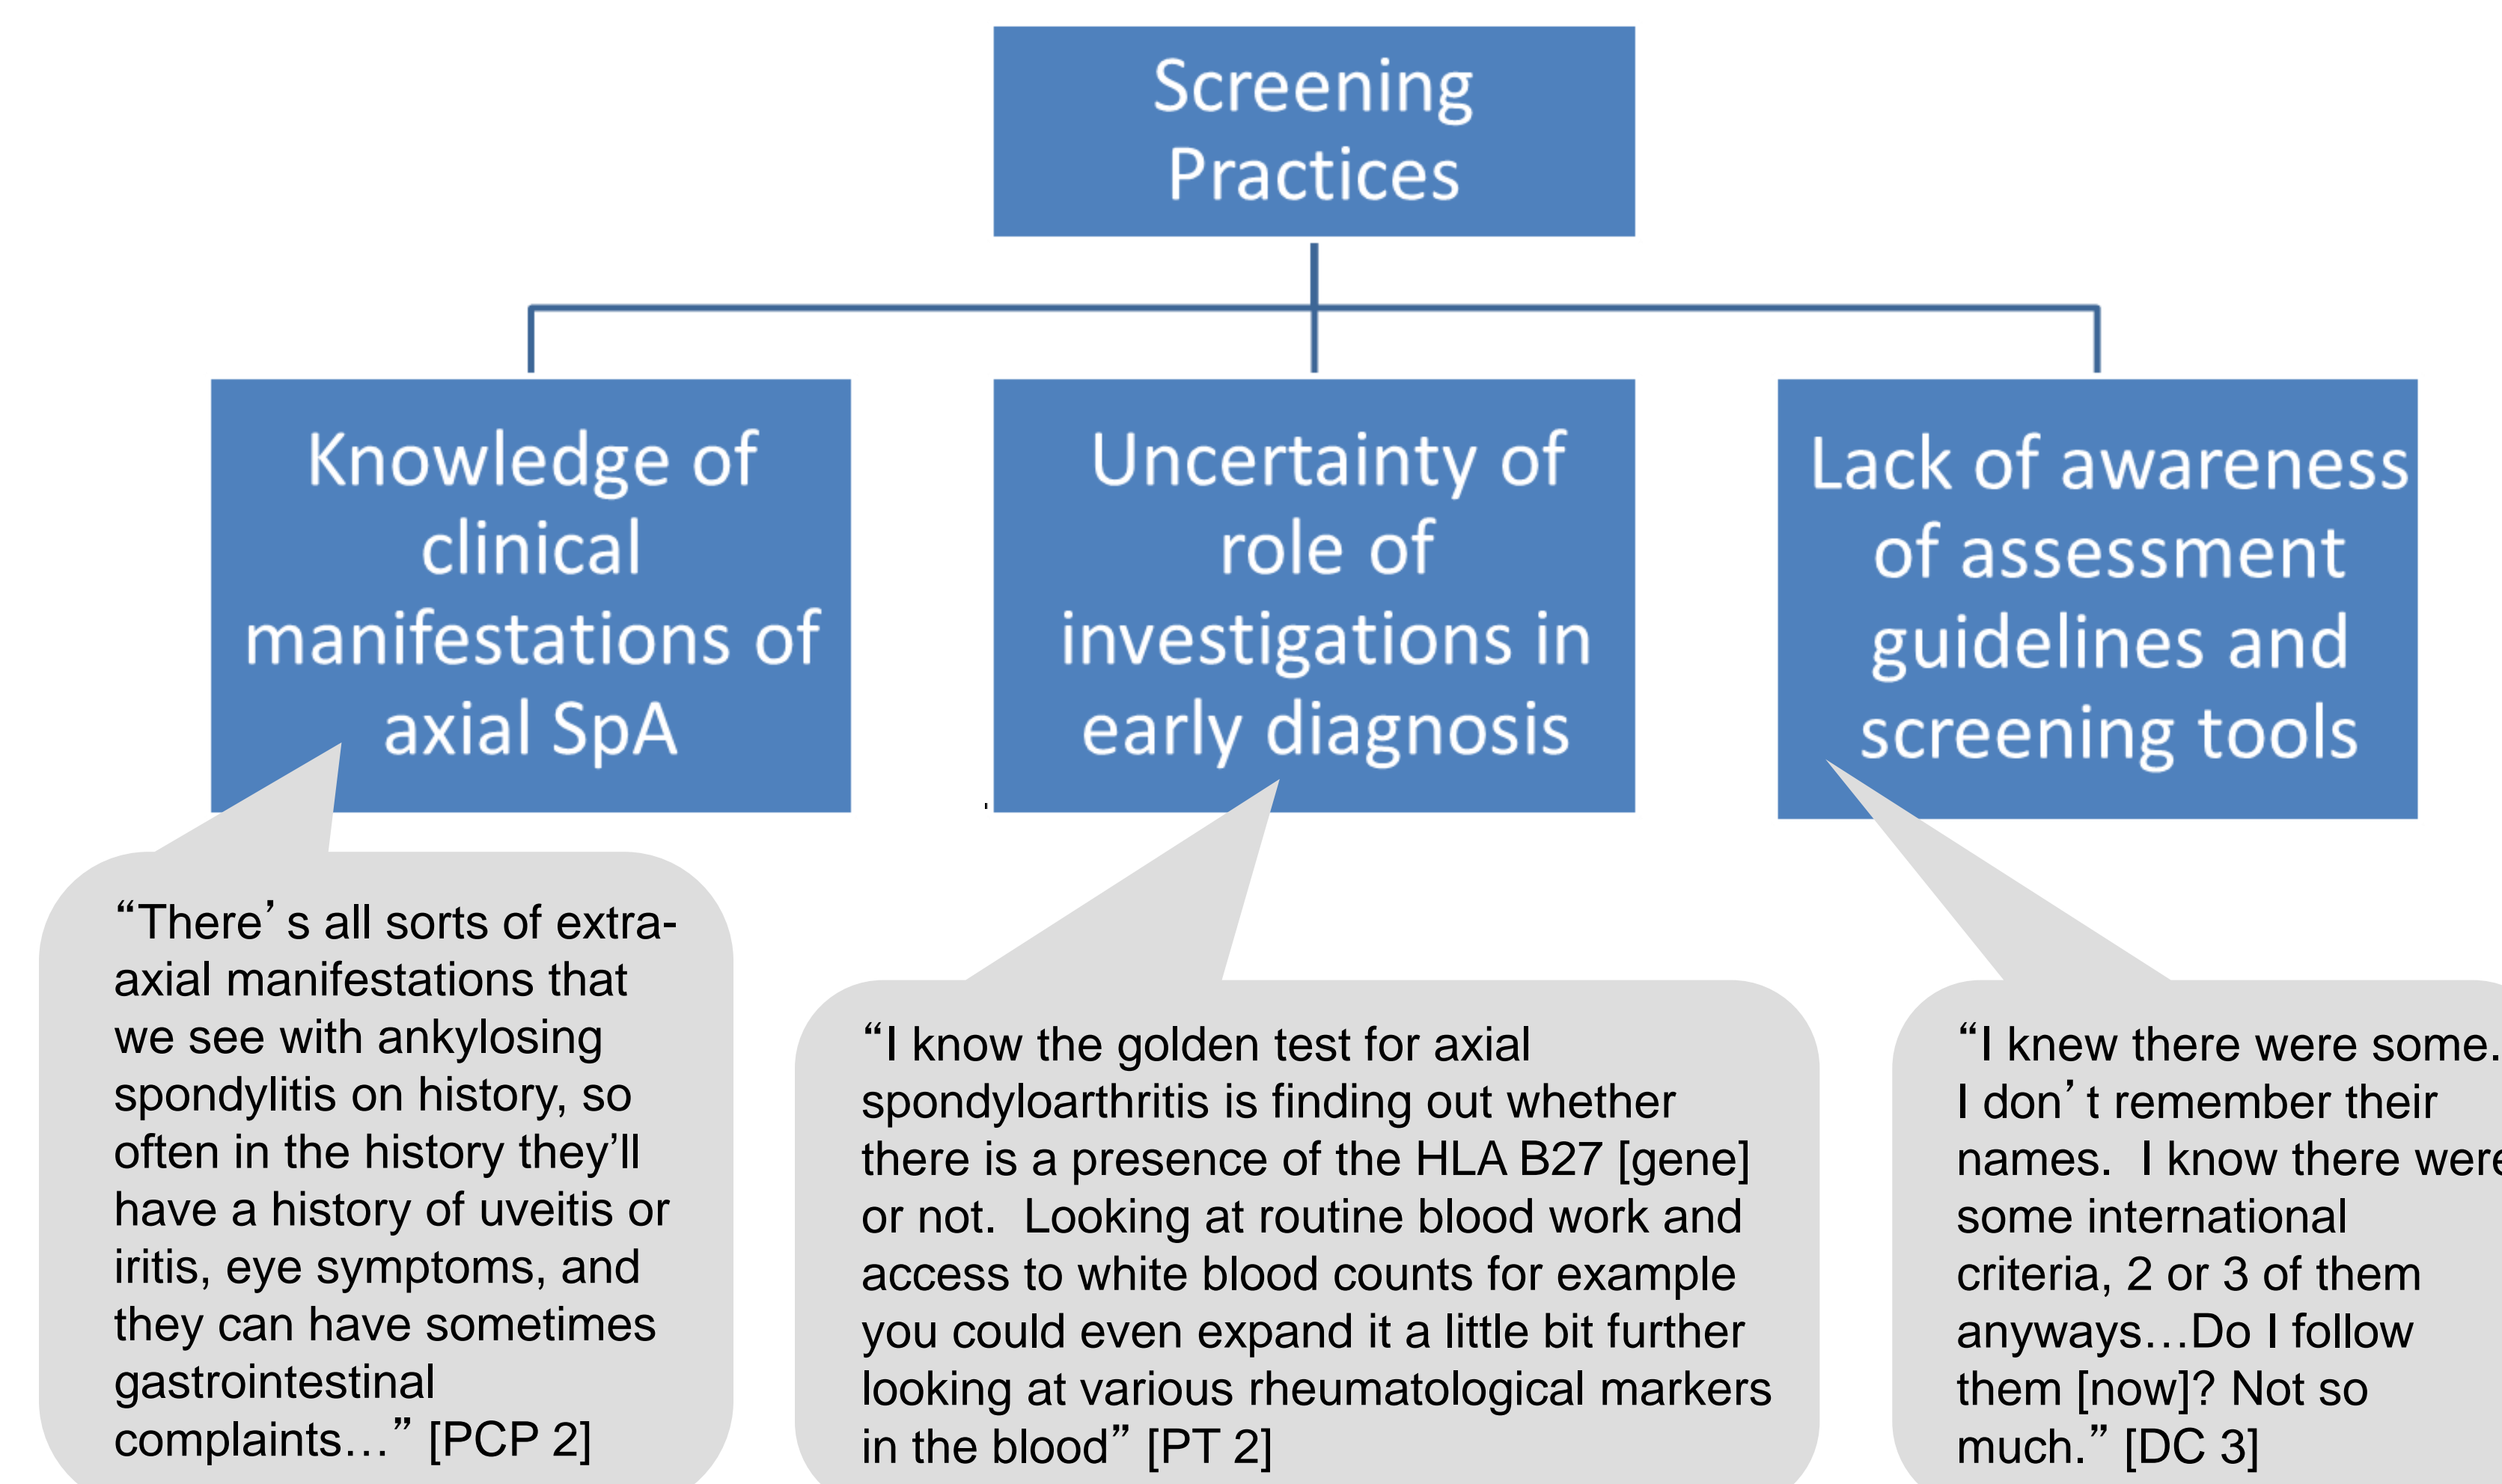 Screening
Practices
Knowledge of
clinical
manifestations of
axial SpA
Uncertainty of
role of
investigations in
early diagnosis
Lack of awareness
of assessment
guidelines and
screening tools
“There’s all sorts of extra-
axial manifestations that
we see with ankylosing
spondylitis on history, so
often in the history they’ll
have a history of uveitis or
iritis, eye symptoms, and
they can have sometimes
gastrointestinal
complaints…” [PCP 2]
“I know the golden test for axial
spondyloarthritis is finding out whether
there is a presence of the HLA B27 [gene]
or not.  Looking at routine blood work and
access to white blood counts for example
you could even expand it a little bit further
looking at various rheumatological markers
in the blood” [PT 2]
“I knew there were some.
I don’t remember their
names.  I know there were
some international
criteria, 2 or 3 of them
anyways…Do I follow
them [now]? Not so
much.” [DC 3]